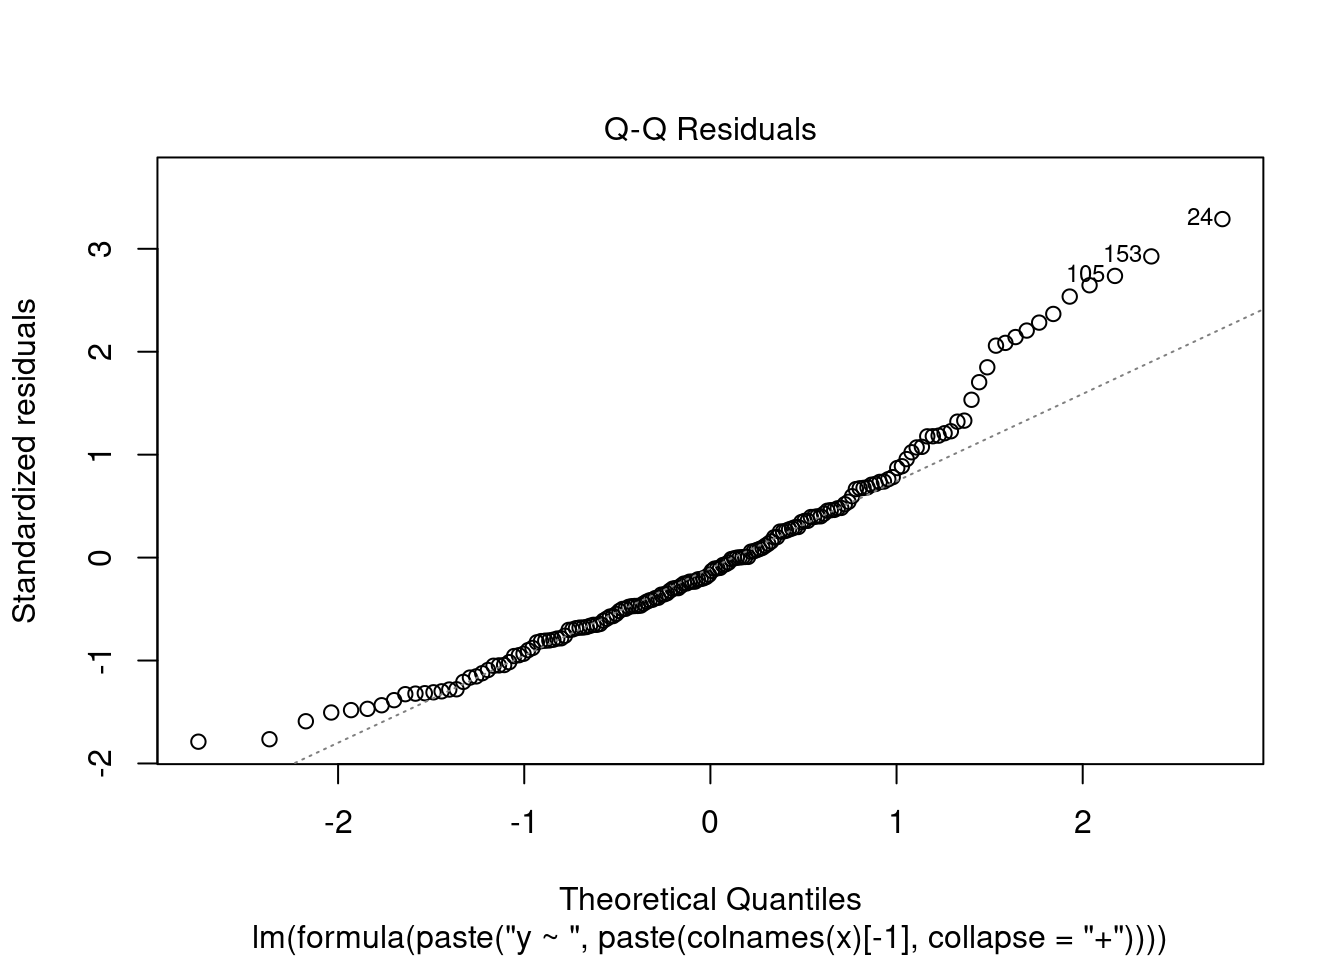 Q-Q Residuals
Standardized residuals
3
2
1
0
-1
-2
24
153
105
-2 -1 0 1 2
Theoretical Quantiles
lm(formula(paste("y ~ ", paste(colnames(x)[-1], collapse = "+"))))